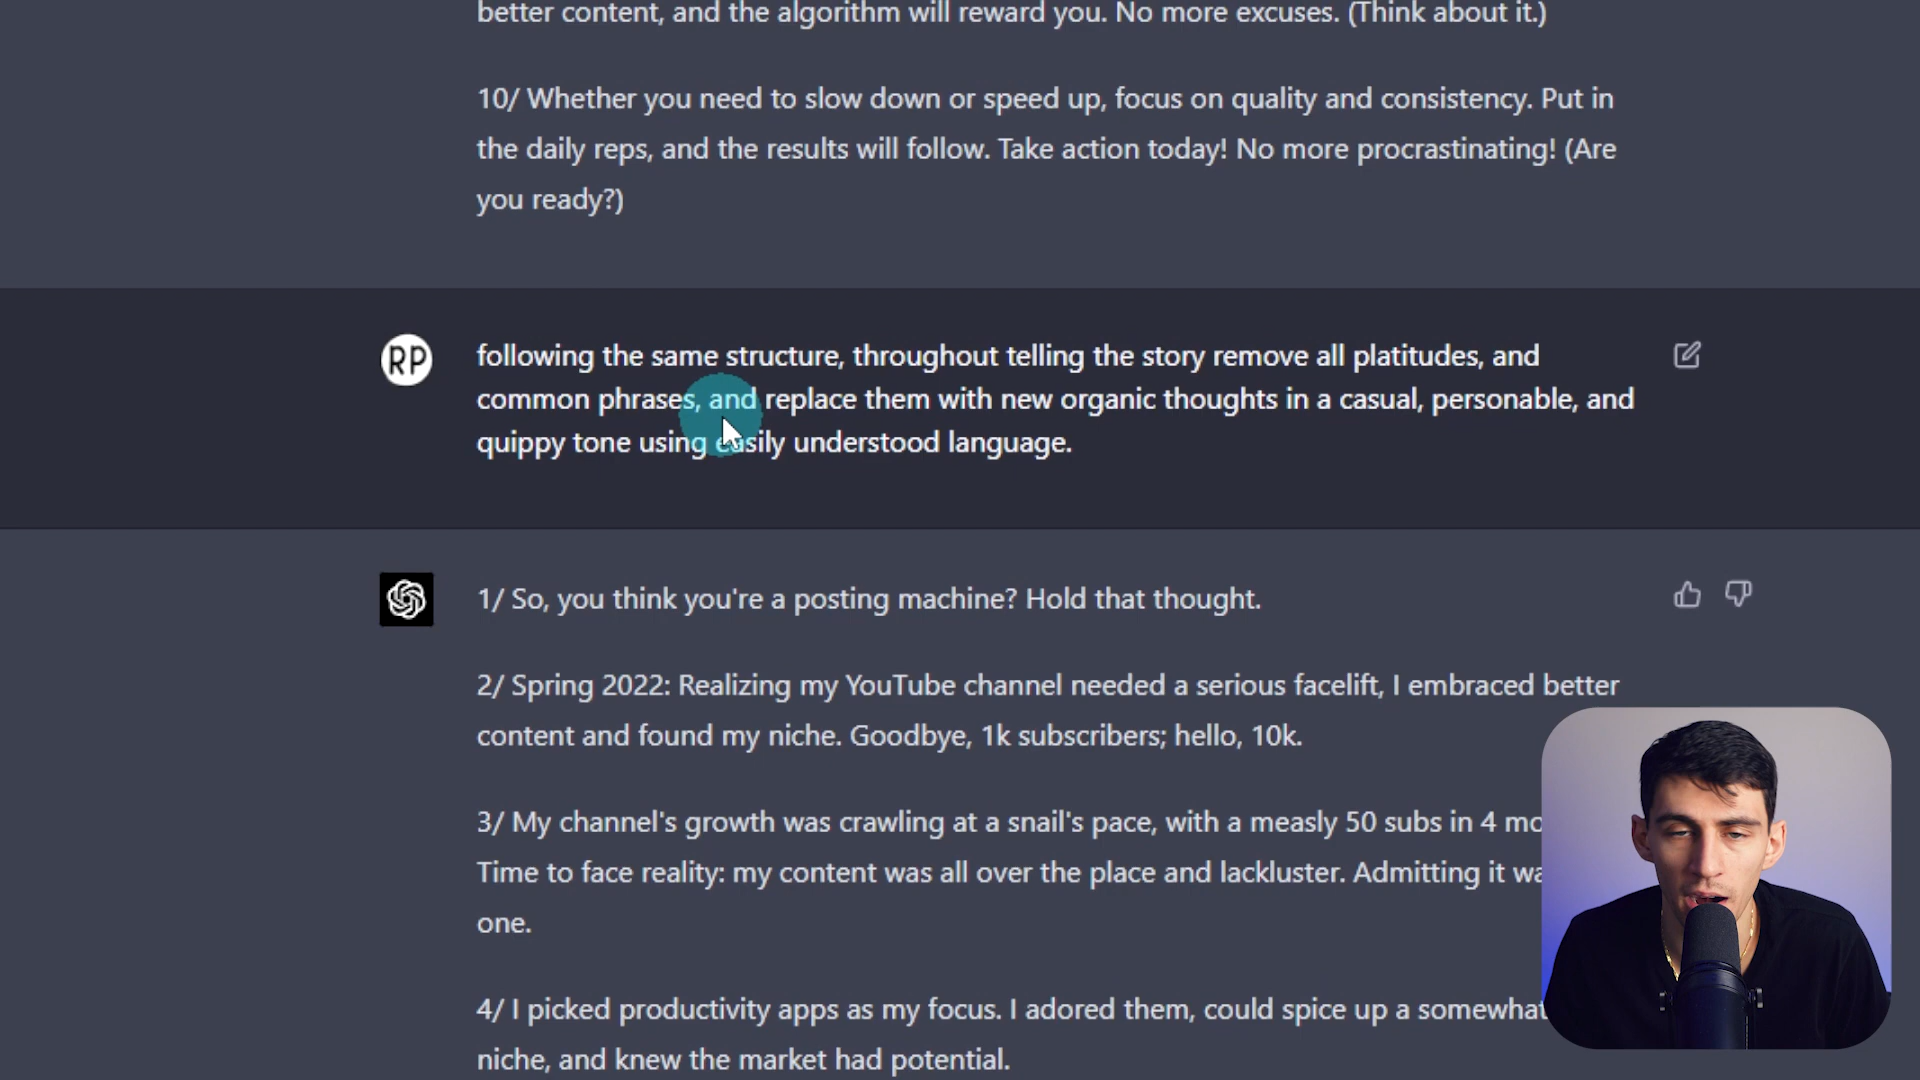 better content, and the algorithm will reward you. No more excuses. (Think about it.)
10/ Whether you need to slow down or speed up, focus on quality and consistency. Put in
the daily reps, and the results will follow. Take action today! No more procrastinating! (Are
you ready?)
RP
following the same structure, throughout telling the story remove all platitudes, and
common phrases, and replace them with new organic thoughts in a casual, personable, and
quippy tone using easily understood language.
1/ So, you think you're a posting machine? Hold that thought.
2/ Spring 2022: Realizing my YouTube channel needed a serious facelift, I embraced better
content and found my niche. Goodbye, 1k subscribers; hello, 10k.
3/ My channel's growth was crawling at a snail's pace, with a measly 50 subs in 4
Time to face reality: my content was all over the place and lackluster. Admitting it
one.
4/ I picked productivity apps as my focus. I adored them, could spice up a somewhat
niche, and knew the market had potential.